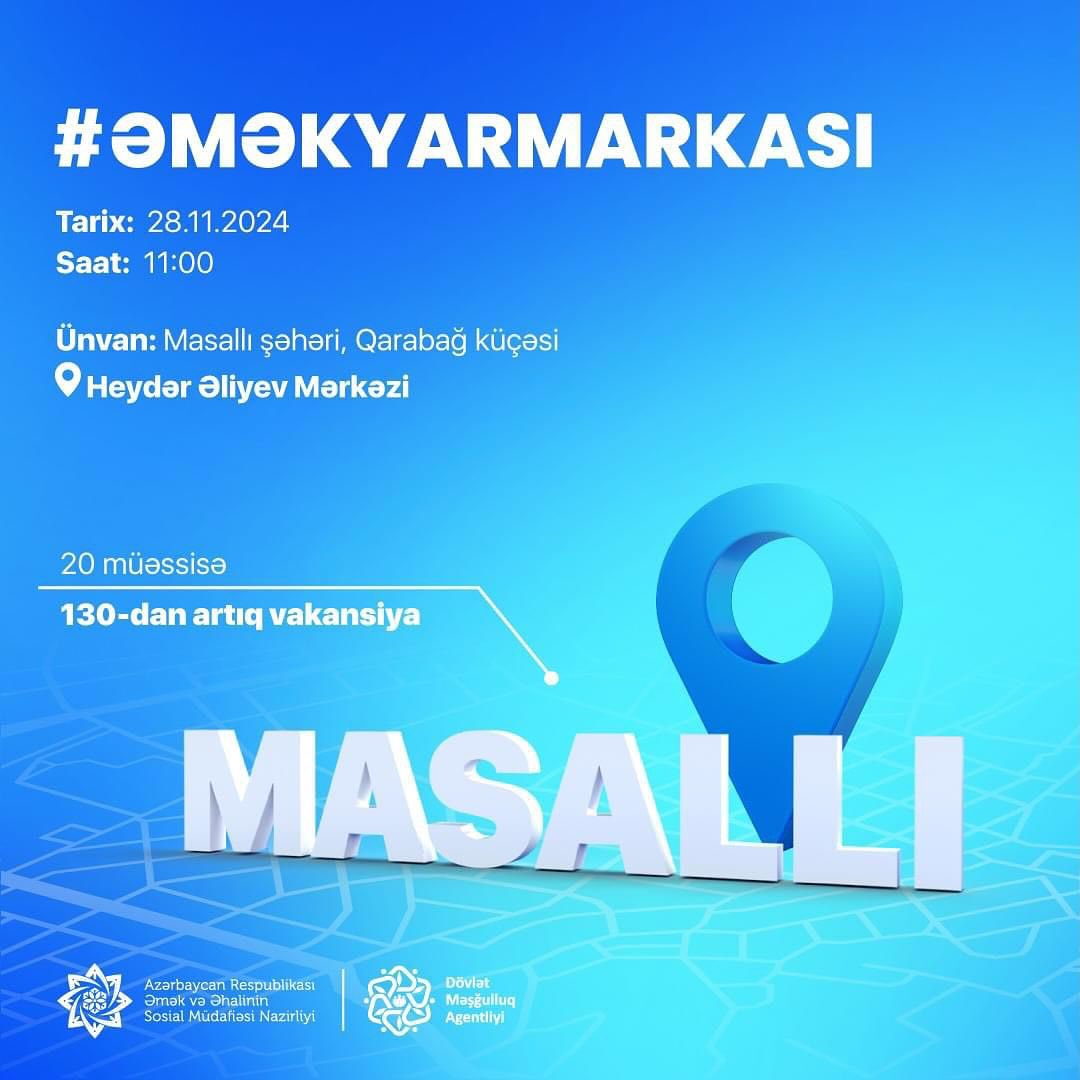 #ƏMƏKYARMARKASI
Tarix: 28.11.2024
Saat: 11:00
Ünvan: Masallı şəhəri, Qarabağ küçəsi
Heydər Əliyev Mərkəzi
20 müəssisə
130-dan artıq vakansiya
MASALLI
Azərbaycan Respublikası
Əmək və Əhalinin
Sosial Müdafiəsi Nazirliyi
Dövlət
Məşğulluq
Agentliyi